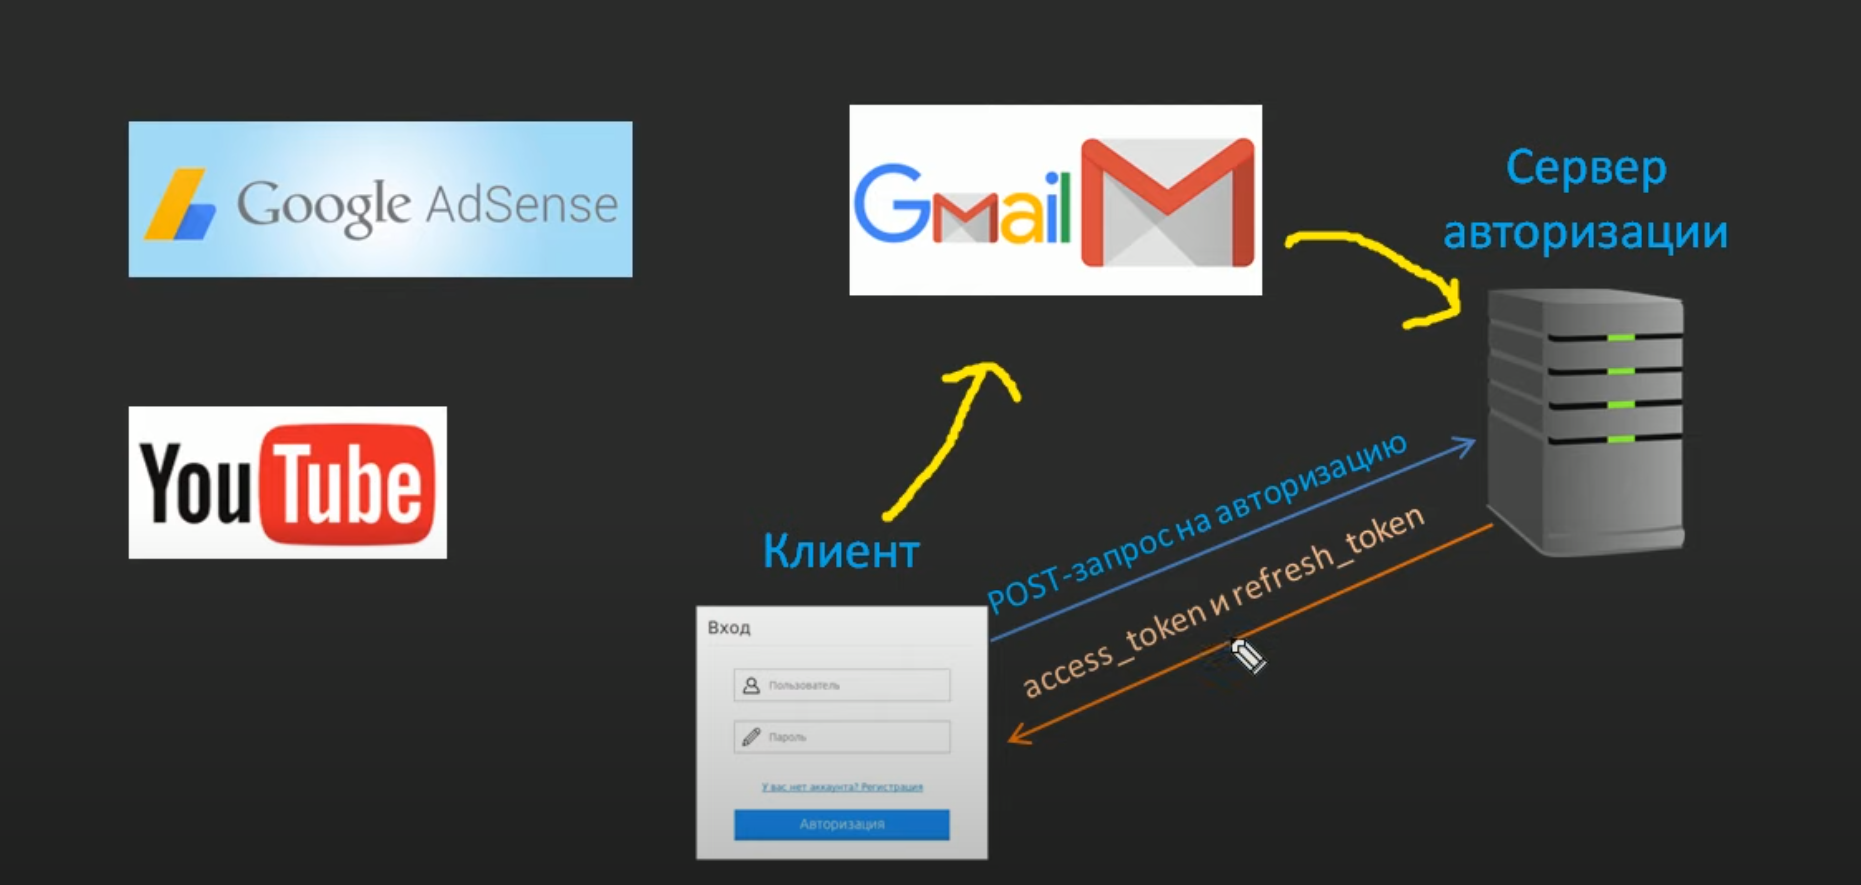 Google AdSense
Gmail
Сервер
авторизации
YouTube
Клиент
POST-запрос на авторизацию
access_token и refresh_token
Вход
Пользователь
Пароль
У вас нет аккаунта? Регистрация
Авторизация